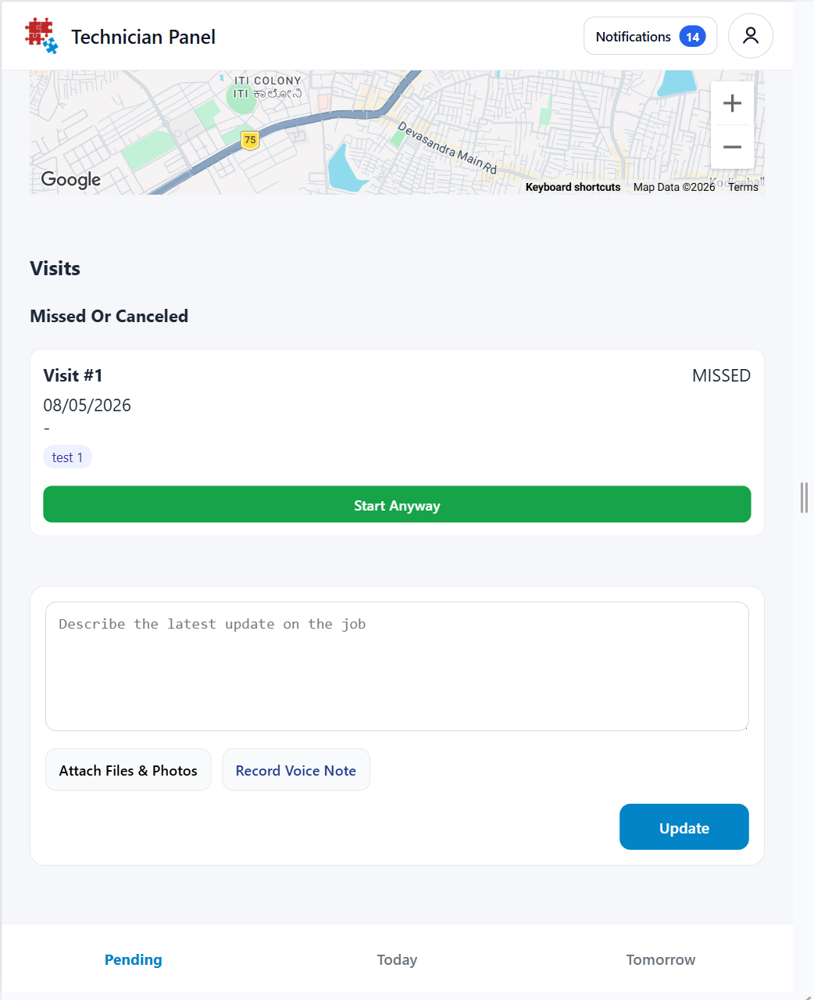 Technician Panel
Notifications 14
ITI COLONY
ITI ಕಾಲೋನಿ
75
Devasandra Main Rd
Google
Kodigehall
Keyboard shortcuts Map Data ©2026 Terms
Visits
Missed Or Canceled
Visit #1 MISSED
08/05/2026
-
test 1
Start Anyway
Describe the latest update on the job
Attach Files & Photos Record Voice Note
Update
Pending Today Tomorrow